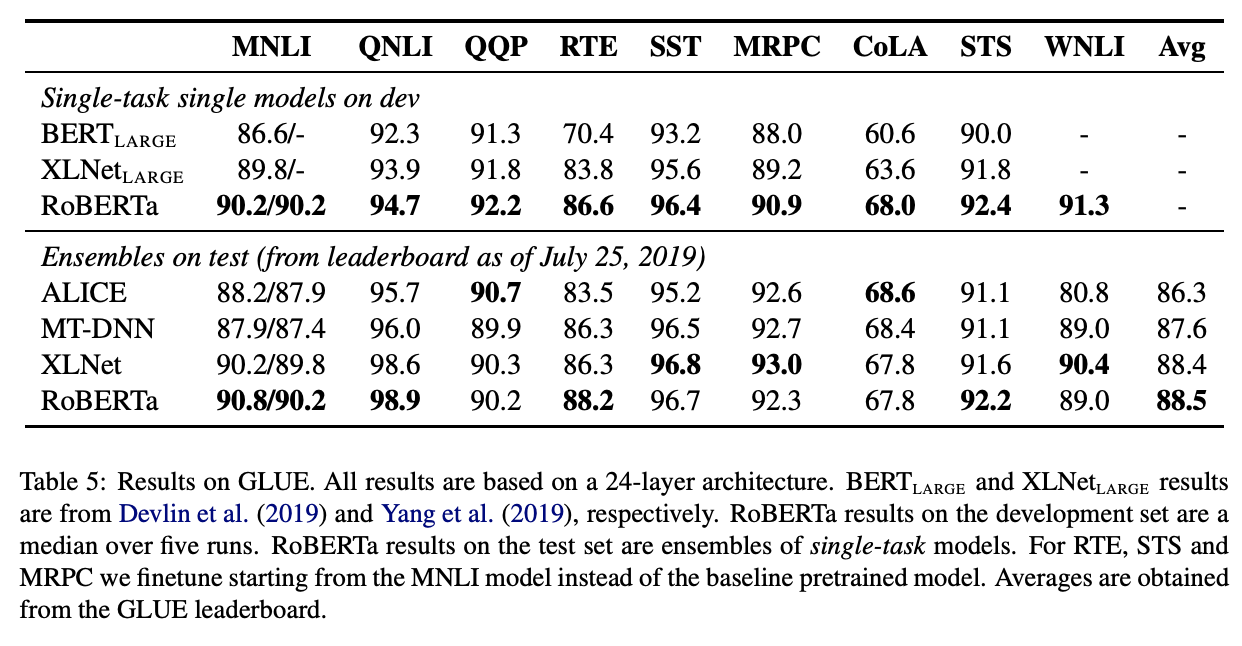 MNLI QNLI QQP RTE SST MRPC CoLA STS WNLI Avg
Single-task single models on dev
BERTLARGE 86.6/- 92.3 91.3 70.4 93.2 88.0 60.6 90.0 - -
XLNetLARGE 89.8/- 93.9 91.8 83.8 95.6 89.2 63.6 91.8 - -
RoBERTa 90.2/90.2 94.7 92.2 86.6 96.4 90.9 68.0 92.4 91.3 -
Ensembles on test (from leaderboard as of July 25, 2019)
ALICE 88.2/87.9 95.7 90.7 83.5 95.2 92.6 68.6 91.1 80.8 86.3
MT-DNN 87.9/87.4 96.0 89.9 86.3 96.5 92.7 68.4 91.1 89.0 87.6
XLNet 90.2/89.8 98.6 90.3 86.3 96.8 93.0 67.8 91.6 90.4 88.4
RoBERTa 90.8/90.2 98.9 90.2 88.2 96.7 92.3 67.8 92.2 89.0 88.5
Table 5: Results on GLUE. All results are based on a 24-layer architecture. BERTLARGE and XLNetLARGE results
are from Devlin et al. (2019) and Yang et al. (2019), respectively. RoBERTa results on the development set are a
median over five runs. RoBERTa results on the test set are ensembles of single-task models. For RTE, STS and
MRPC we finetune starting from the MNLI model instead of the baseline pretrained model. Averages are obtained
from the GLUE leaderboard.